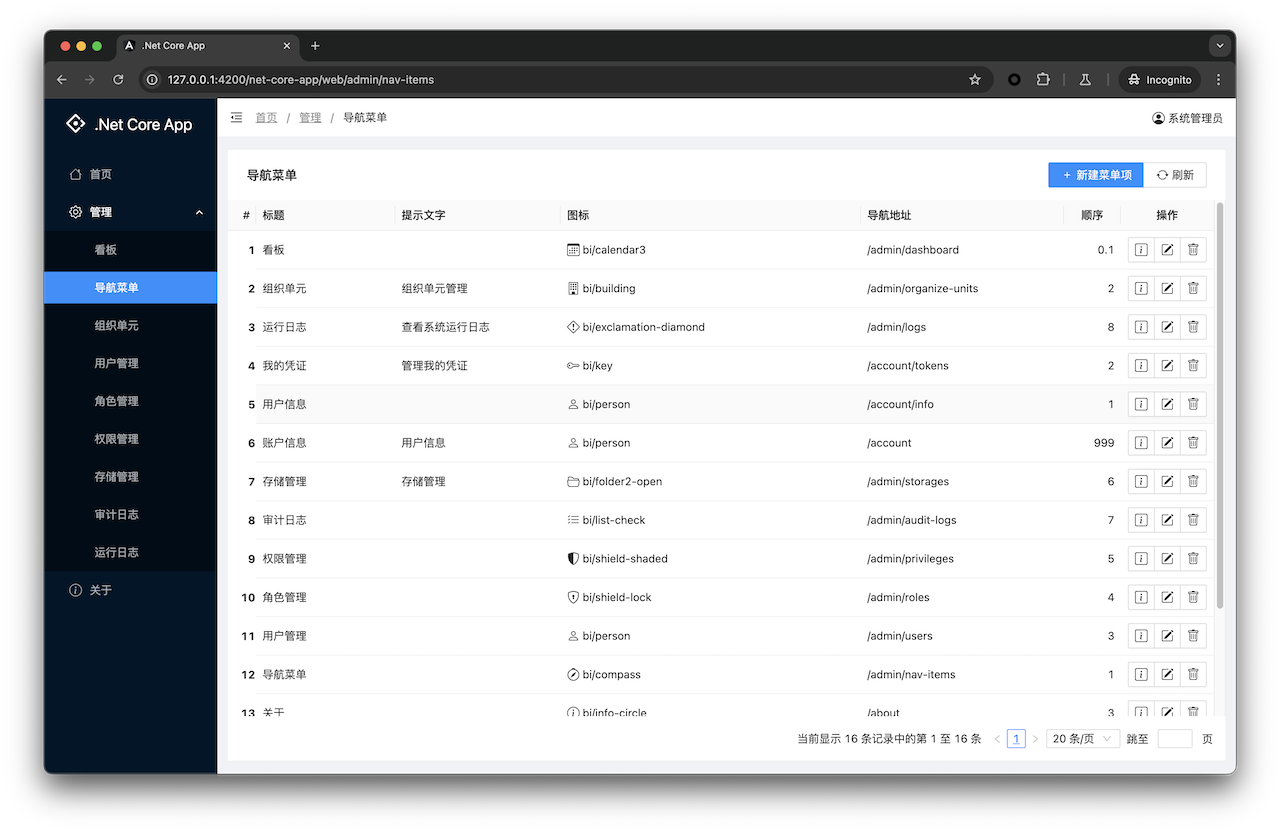 .Net Core App
127.0.0.1:4200/net-core-app/web/admin/nav-items
Incognito
.Net Core App
首页
管理
看板
导航菜单
组织单元
用户管理
角色管理
权限管理
存储管理
审计日志
运行日志
关于
首页 / 管理 / 导航菜单
系统管理员
导航菜单
+ 新建菜单项
刷新
# 标题 提示文字 图标 导航地址 顺序 操作
1 看板 bi/calendar3 /admin/dashboard 0.1
2 组织单元 组织单元管理 bi/building /admin/organize-units 2
3 运行日志 查看系统运行日志 bi/exclamation-diamond /admin/logs 8
4 我的凭证 管理我的凭证 bi/key /account/tokens 2
5 用户信息 bi/person /account/info 1
6 账户信息 用户信息 bi/person /account 999
7 存储管理 存储管理 bi/folder2-open /admin/storages 6
8 审计日志 bi/list-check /admin/audit-logs 7
9 权限管理 bi/shield-shaded /admin/privileges 5
10 角色管理 bi/shield-lock /admin/roles 4
11 用户管理 bi/person /admin/users 3
12 导航菜单 bi/compass /admin/nav-items 1
13 关于 bi/info-circle /about 3
当前显示 16 条记录中的第 1 至 16 条 < 1 > 20 条/页 跳至 页